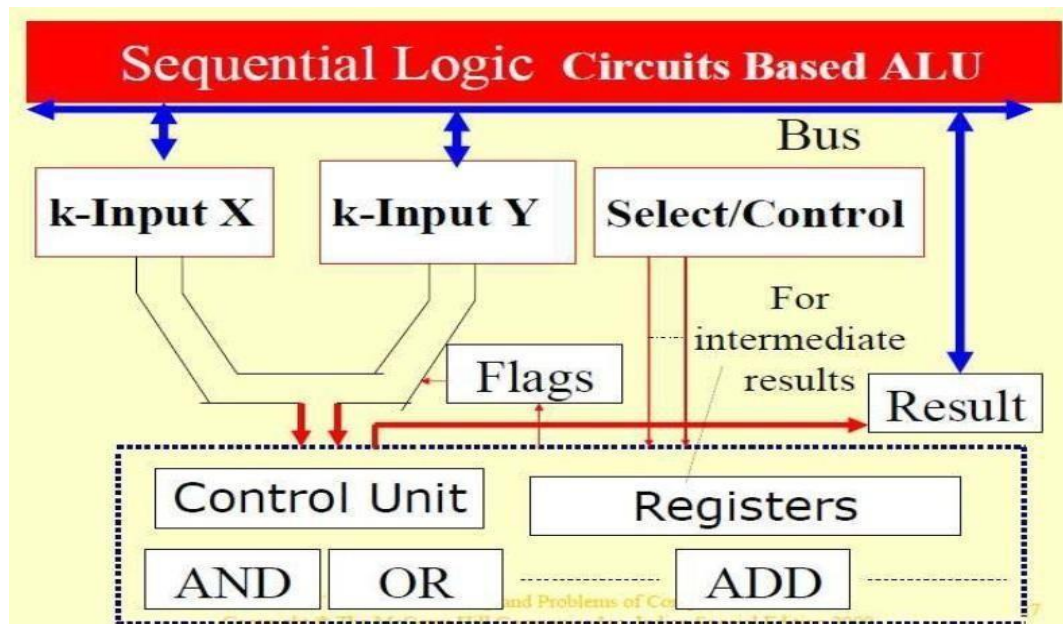 Sequential Logic Circuits Based ALU
Bus
k-Input X
k-Input Y
Select/Control
For
intermediate
results
Flags
Result
Control Unit
Registers
AND
OR
ADD
and Problems of
7